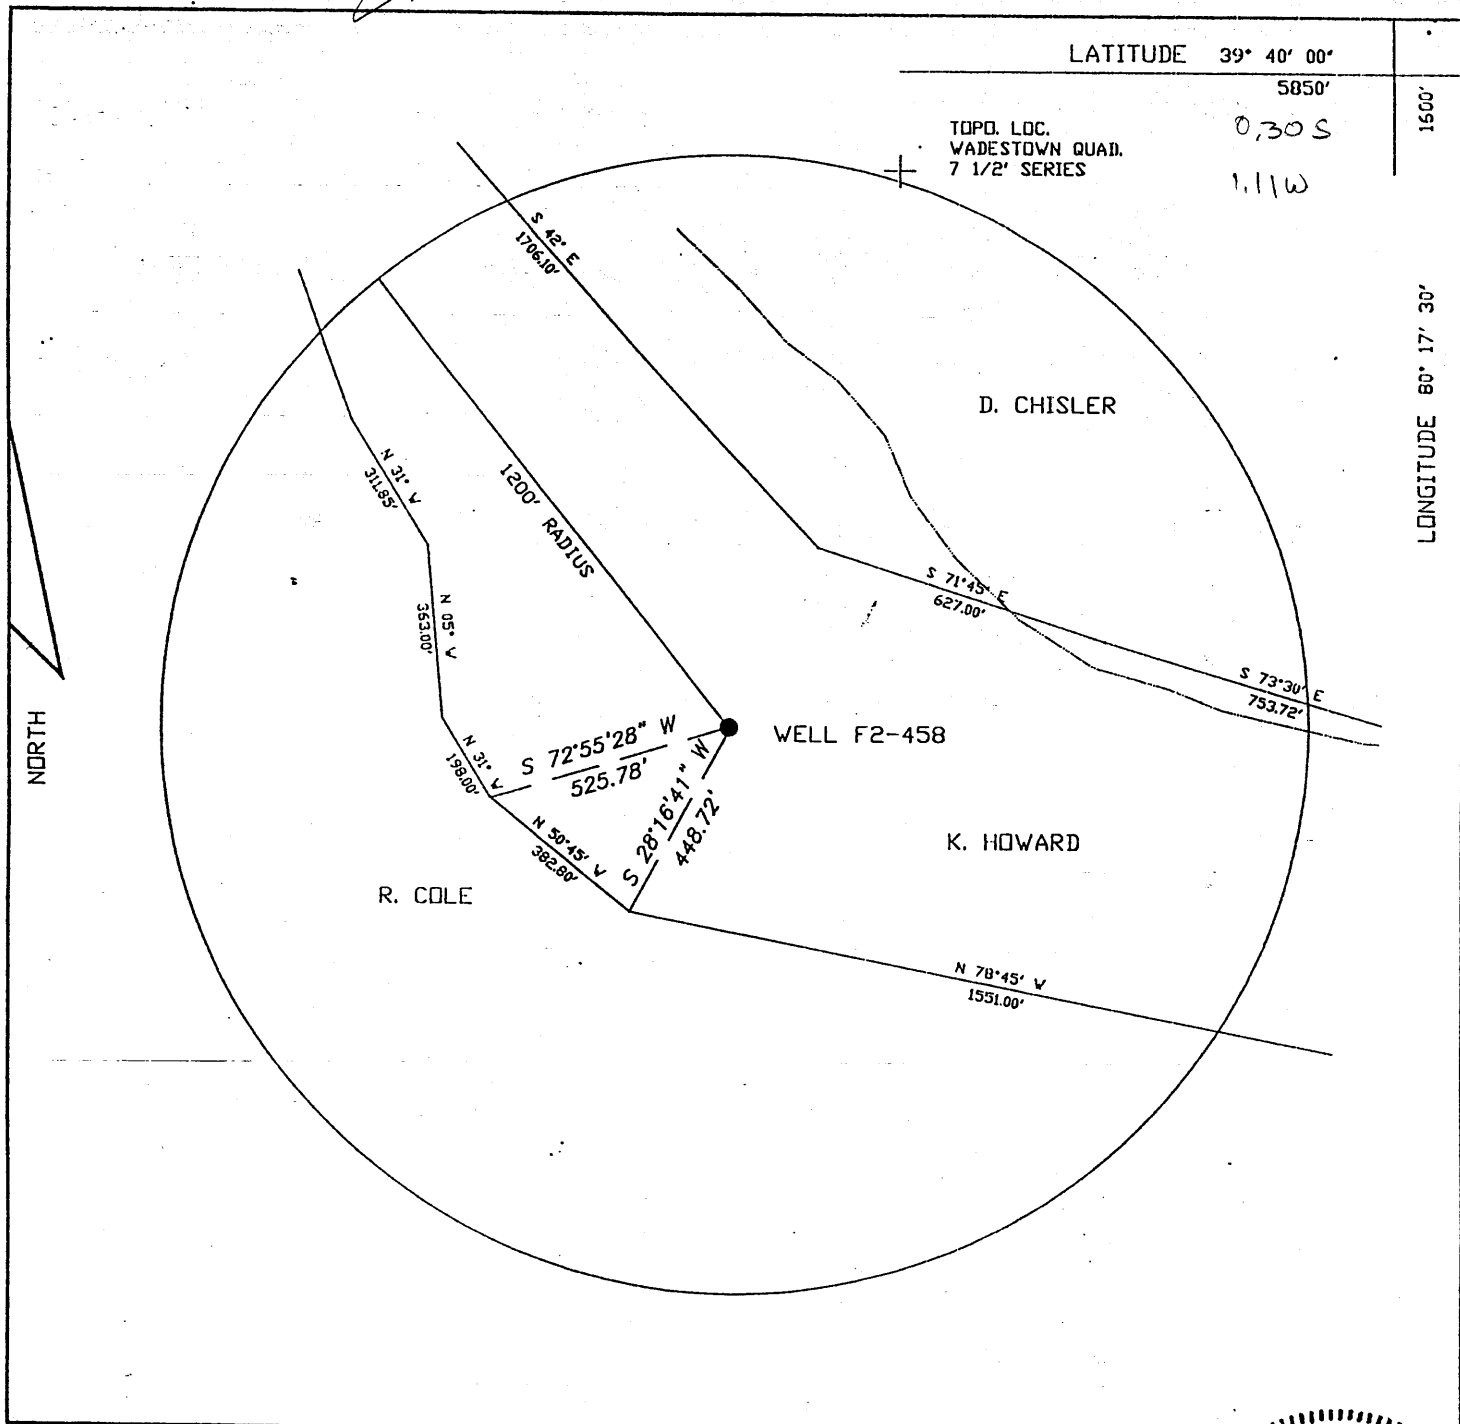 LATITUDE 39° 40' 00"
5850'
1600'
TOPO. LOC.
WADESTOWN QUAD.
7 1/2' SERIES
0,30 S
1.11W
LONGITUDE 80° 17' 30"
S 42° E
1706.10'
D. CHISLER
N 31° W
311.85'
1200' RADIUS
S 71°45' E
627.00'
N 05° W
363.00'
S 73°30' E
753.72'
NORTH
WELL F2-458
S 72°55'28" W
525.78'
N 31° W
198.00'
S 28°16'41" W
448.72'
N 50°45' W
382.80'
K. HOWARD
R. COLE
N 78°45' W
1551.00'